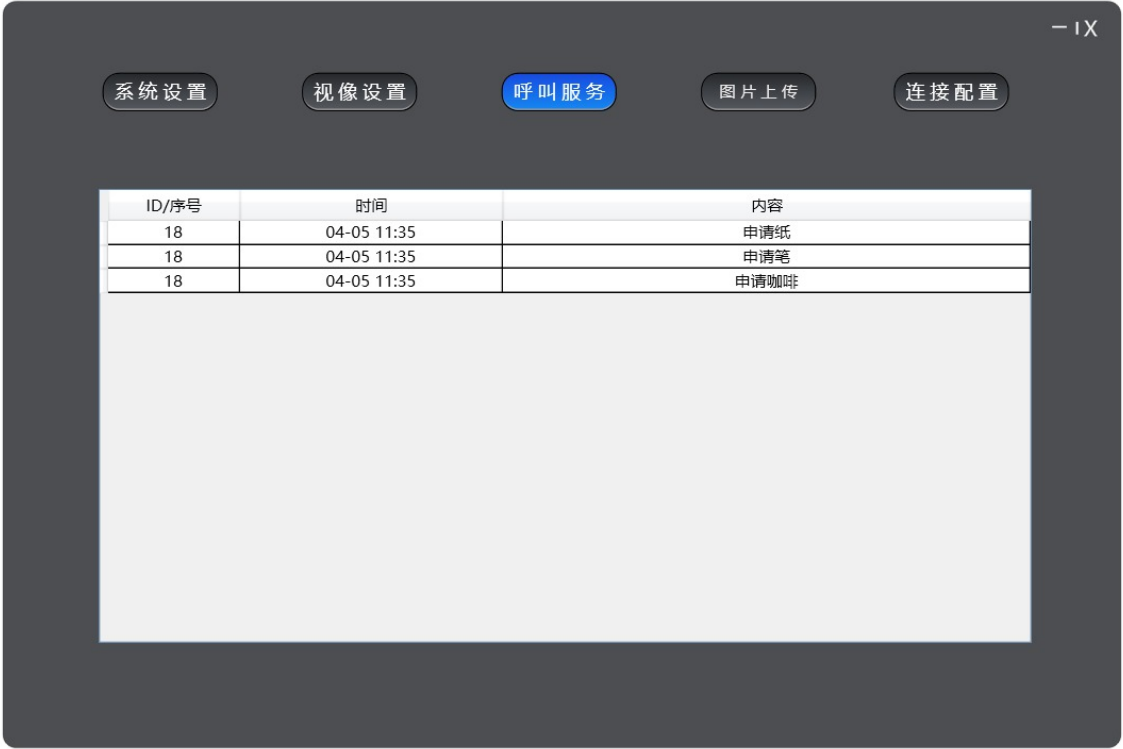 系统设置 视像设置 呼叫服务 图片上传 连接配置
ID/序号 时间 内容
18 04-05 11:35 申请纸
18 04-05 11:35 申请笔
18 04-05 11:35 申请咖啡